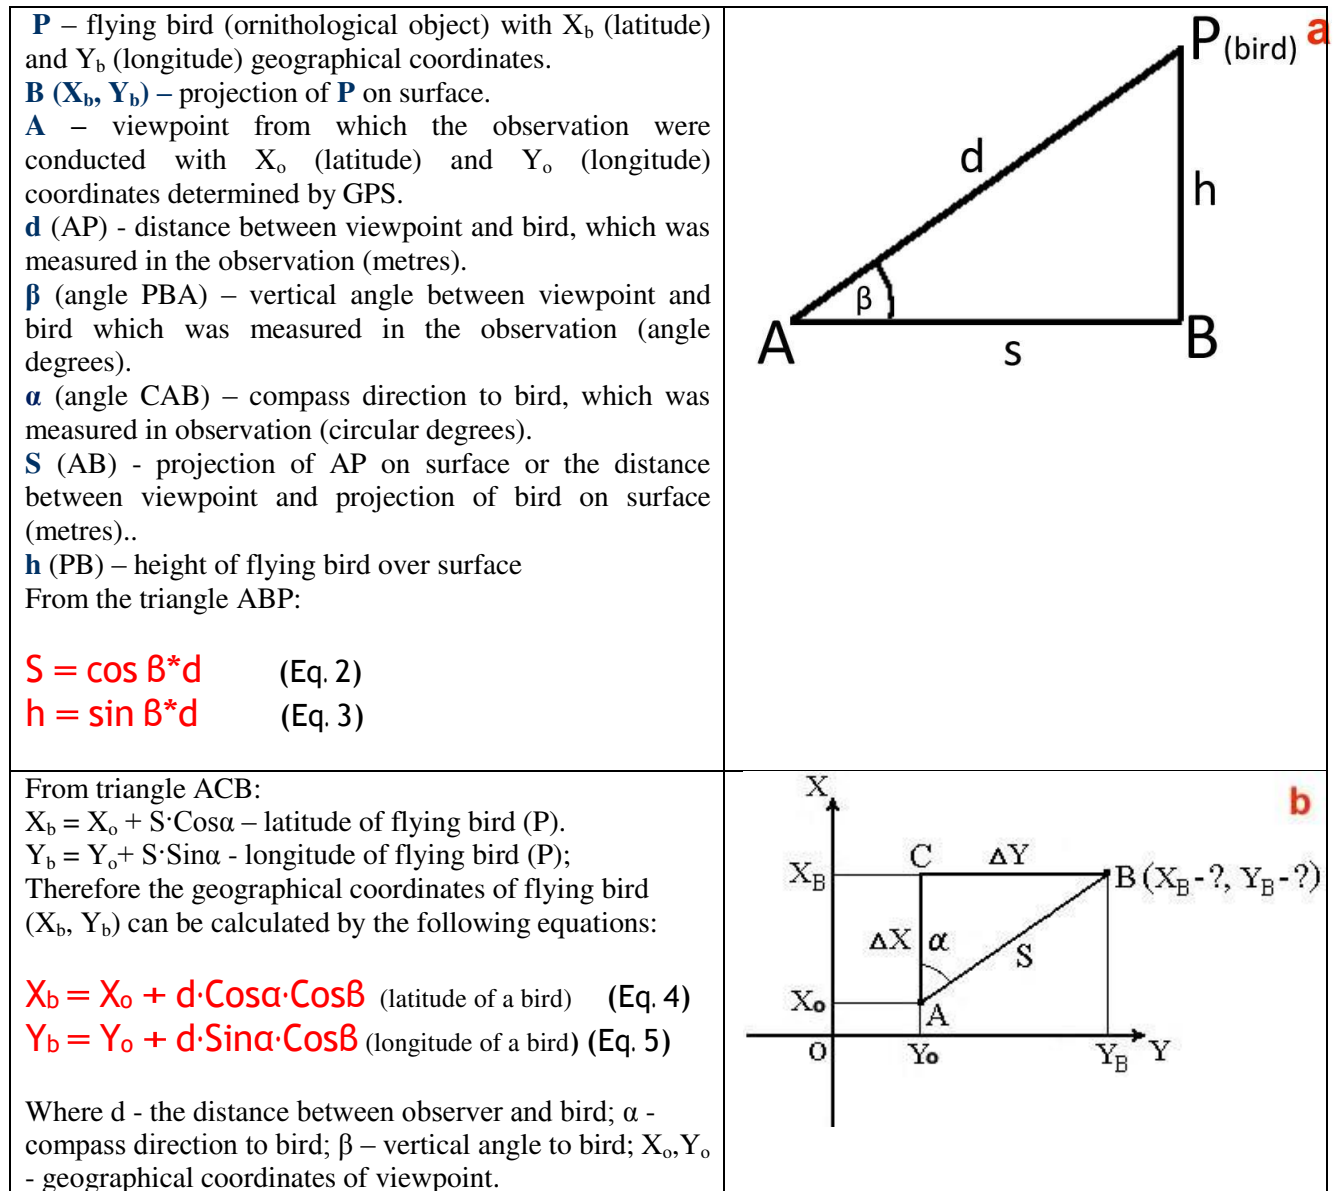 P – flying bird (ornithological object) with Xb (latitude)
and Yb (longitude) geographical coordinates.
B (Xb, Yb) – projection of P on surface.
A – viewpoint from which the observation were
conducted with Xo (latitude) and Yo (longitude)
coordinates determined by GPS.
d (AP) - distance between viewpoint and bird, which was
measured in the observation (metres).
β (angle PBA) – vertical angle between viewpoint and
bird which was measured in the observation (angle
degrees).
α (angle CAB) – compass direction to bird, which was
measured in observation (circular degrees).
S (AB) - projection of AP on surface or the distance
between viewpoint and projection of bird on surface
(metres)..
h (PB) – height of flying bird over surface
From the triangle ABP:
S = cos ß*d (Eq. 2)
h = sin ß*d (Eq. 3)
P(bird) a
d
h
β
A
s
B
From triangle ACB:
Xb = Xo + S·Cosα – latitude of flying bird (P).
Yb = Yo+ S·Sinα - longitude of flying bird (P);
Therefore the geographical coordinates of flying bird
(Xb, Yb) can be calculated by the following equations:
Xb = Xo + d·Cosα·Cosß (latitude of a bird) (Eq. 4)
Yb = Yo + d·Sinα·Cosß (longitude of a bird) (Eq. 5)
Where d - the distance between observer and bird; α -
compass direction to bird; β – vertical angle to bird; Xo,Yo
- geographical coordinates of viewpoint.
X
b
C ΔY
XB
B (XB-?, YB-?)
ΔX α
S
Xo
A
O Yo YB Y